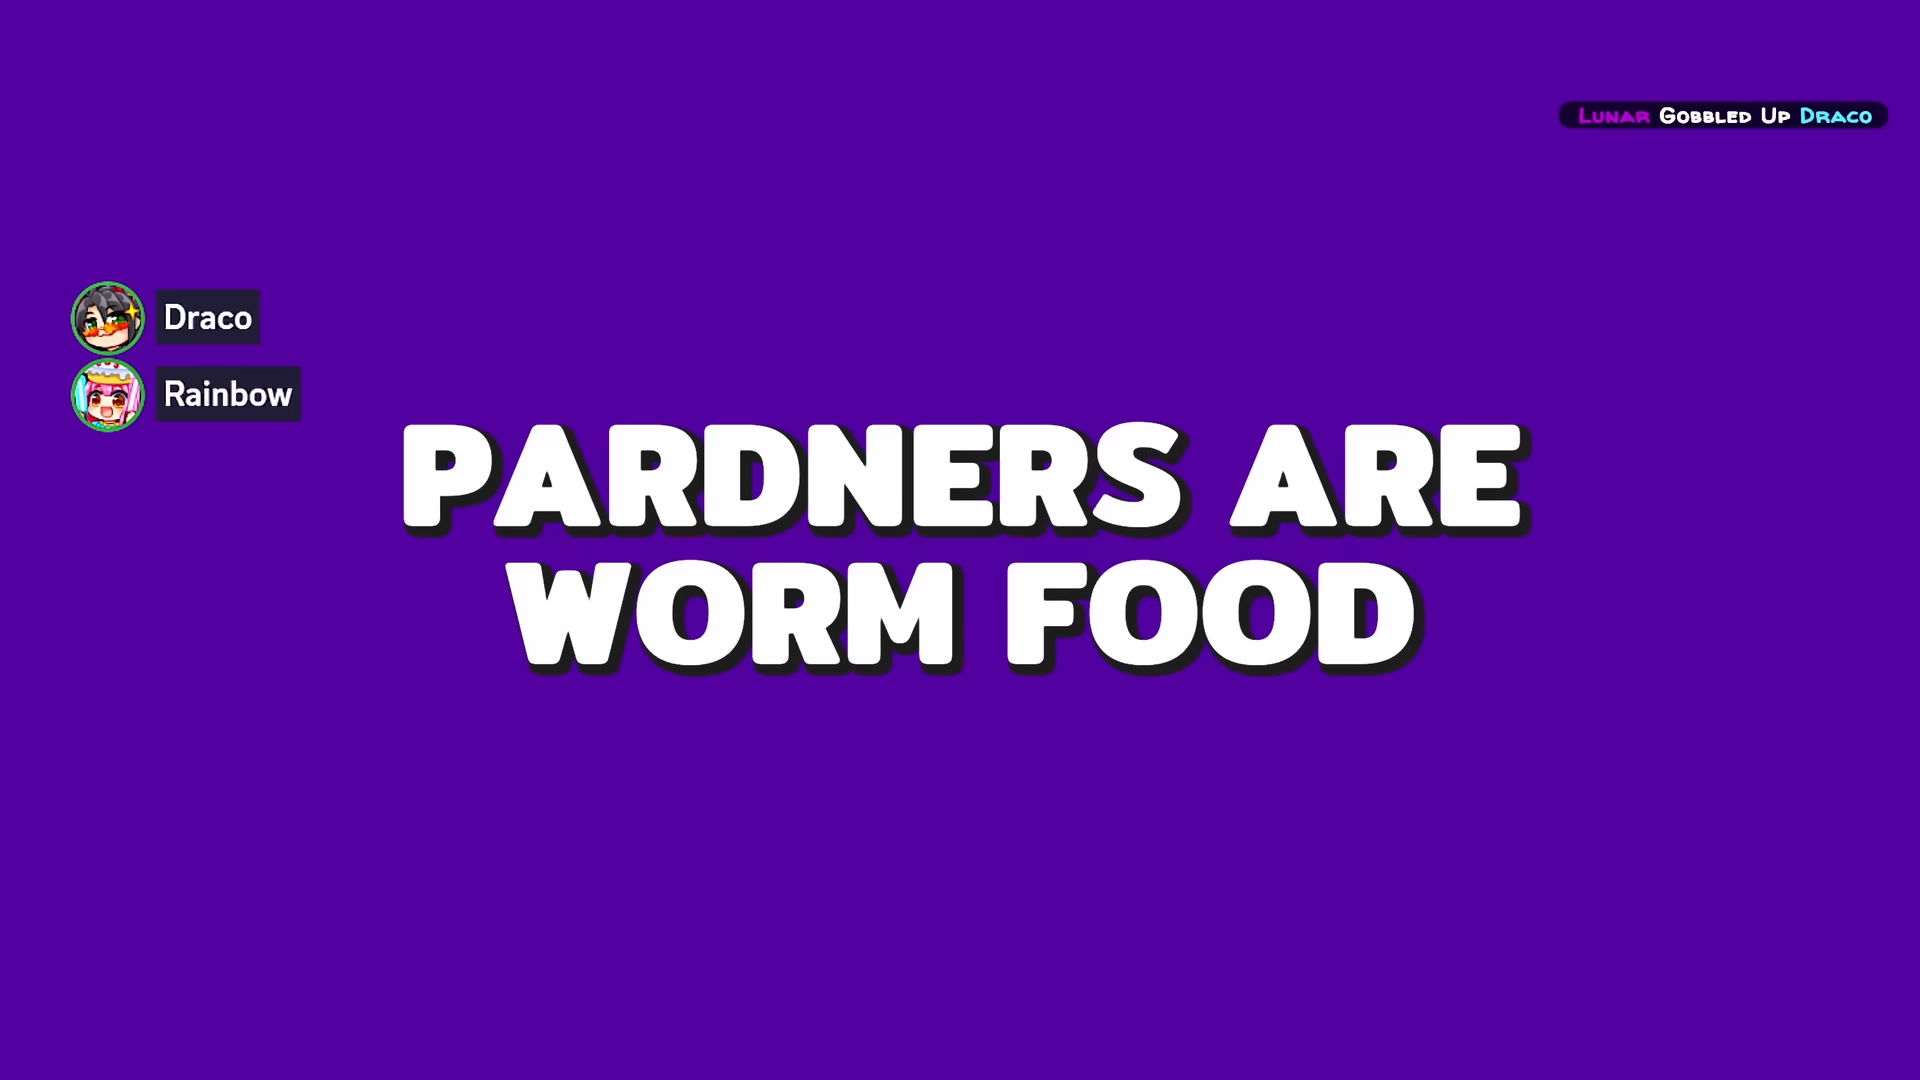 Lunar Gobbled Up Draco
Draco
Rainbow
PARDNERS ARE
WORM FOOD